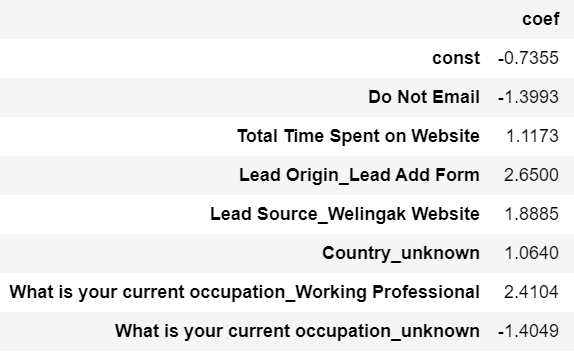 coef
const -0.7355
Do Not Email -1.3993
Total Time Spent on Website 1.1173
Lead Origin_Lead Add Form 2.6500
Lead Source_Welingak Website 1.8885
Country_unknown 1.0640
What is your current occupation_Working Professional 2.4104
What is your current occupation_unknown -1.4049